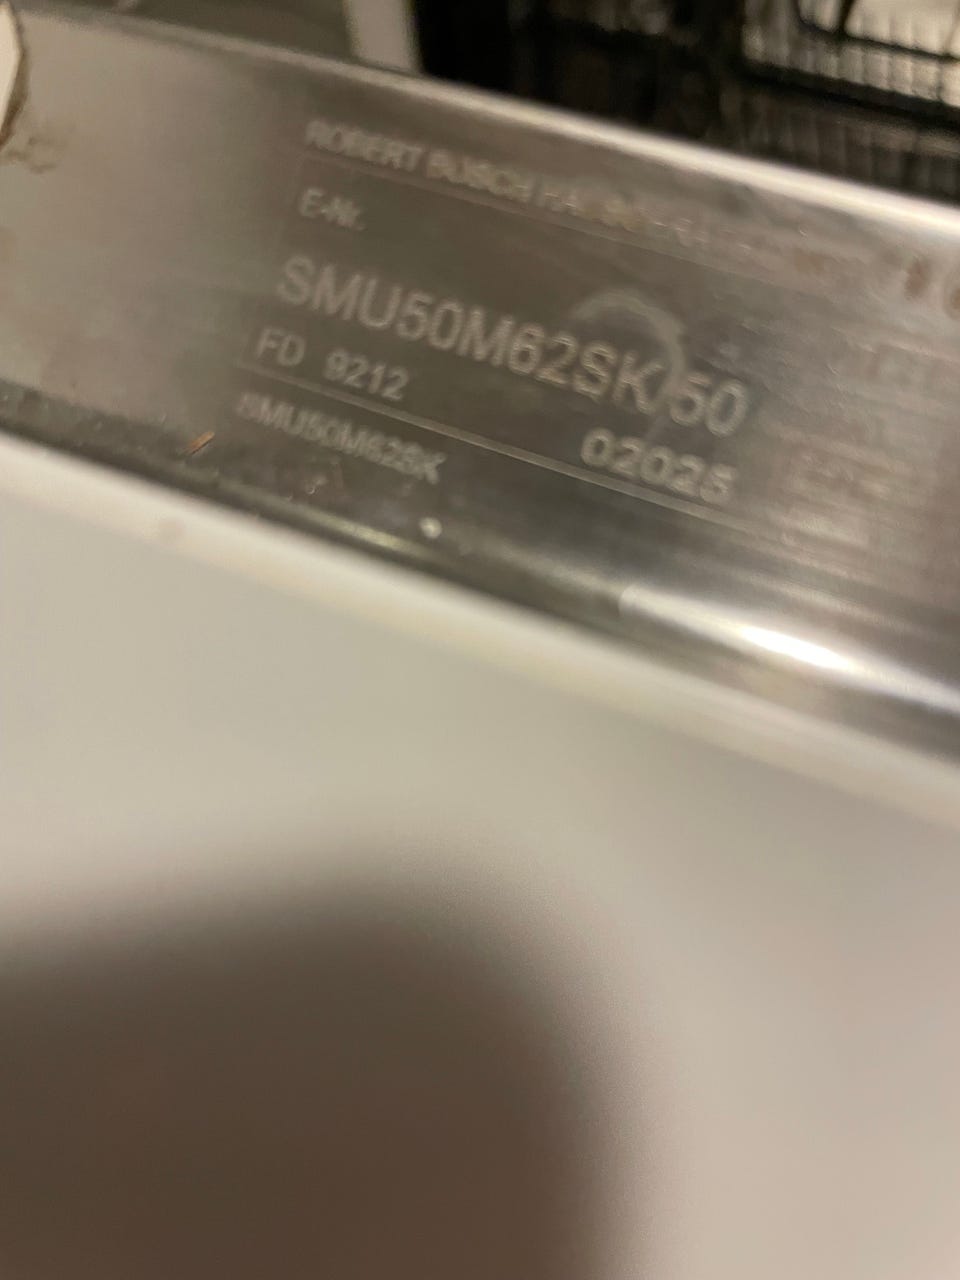 ROBERT BOSCH
E-Nr.
SMU50M62SK/50
FD 9212 02025
SMU50M62SK